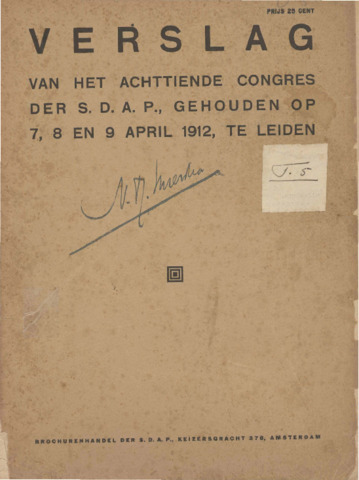 PRIJS 25 CENT
VERSLAG
VAN HET ACHTTIENDE CONGRES
DER S. D. A. P., GEHOUDEN OP
7, 8 EN 9 APRIL 1912, TE LEIDEN
J. 5
BROCHUREHANDEL DER S. D. A. P., KEIZERSGRACHT 378, AMSTERDAM